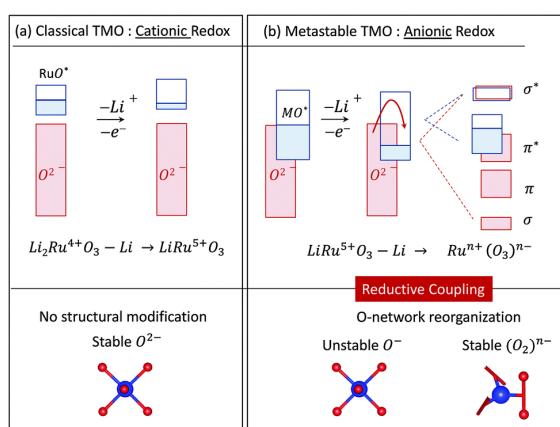 (a) Classical TMO : Cationic Redox
(b) Metastable TMO : Anionic Redox
RuO*
−Li⁺
−e⁻
O²⁻
O²⁻
Li₂Ru⁴⁺O₃ − Li → LiRu⁵⁺O₃
MO*
−Li⁺
−e⁻
O²⁻
σ*
π*
π
σ
LiRu⁵⁺O₃ − Li → Ruⁿ⁺ (O₃)ⁿ⁻
Reductive Coupling
No structural modification
Stable O²⁻
O-network reorganization
Unstable O⁻
Stable (O₂)ⁿ⁻